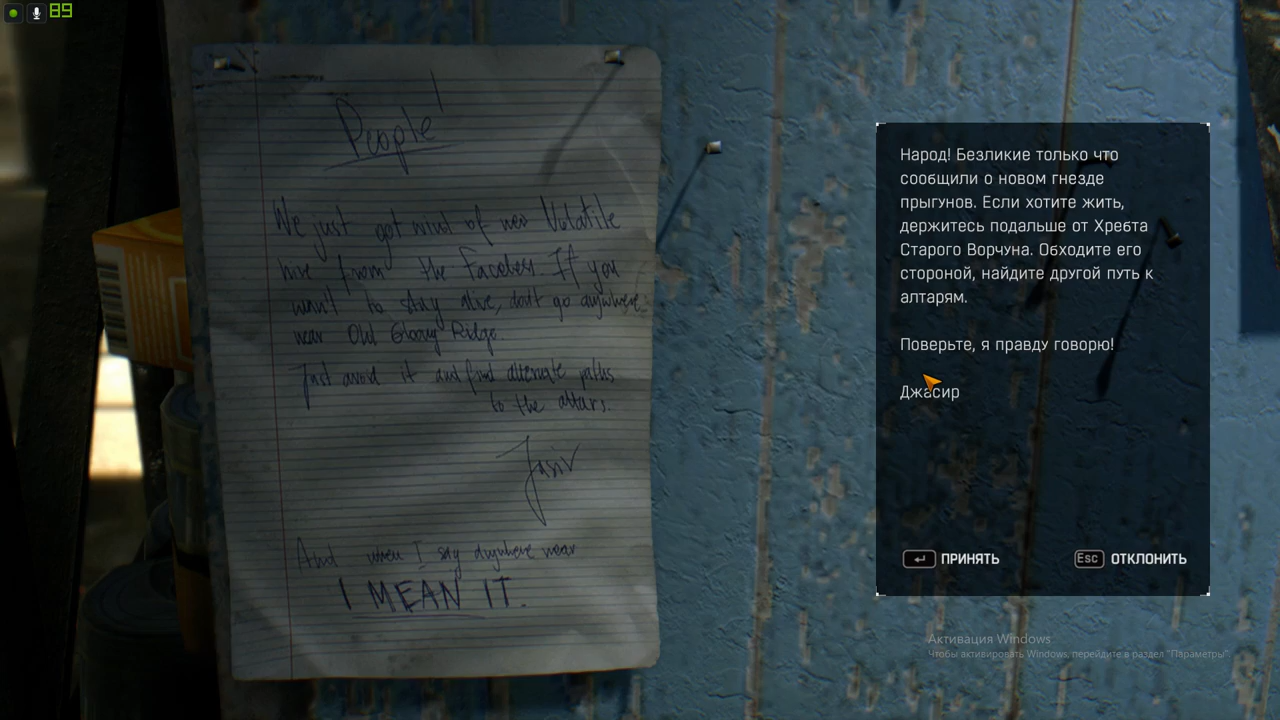 89
People!
We just got wind of new Volatile
hive from the Faceless. If you
want to stay alive, don't go anywhere
near Old Gloomy Ridge.
Just avoid it and find alternate paths
to the altars.
Jasir
And when I say anywhere near
I MEAN IT.
Народ! Безликие только что
сообщили о новом гнезде
прыгунов. Если хотите жить,
держитесь подальше от Хребта
Старого Ворчуна. Обходите его
стороной, найдите другой путь к
алтарям.
Поверьте, я правду говорю!
Джасир
ПРИНЯТЬ
Esc ОТКЛОНИТЬ
Активация Windows
Чтобы активировать Windows, перейдите в раздел "Параметры".